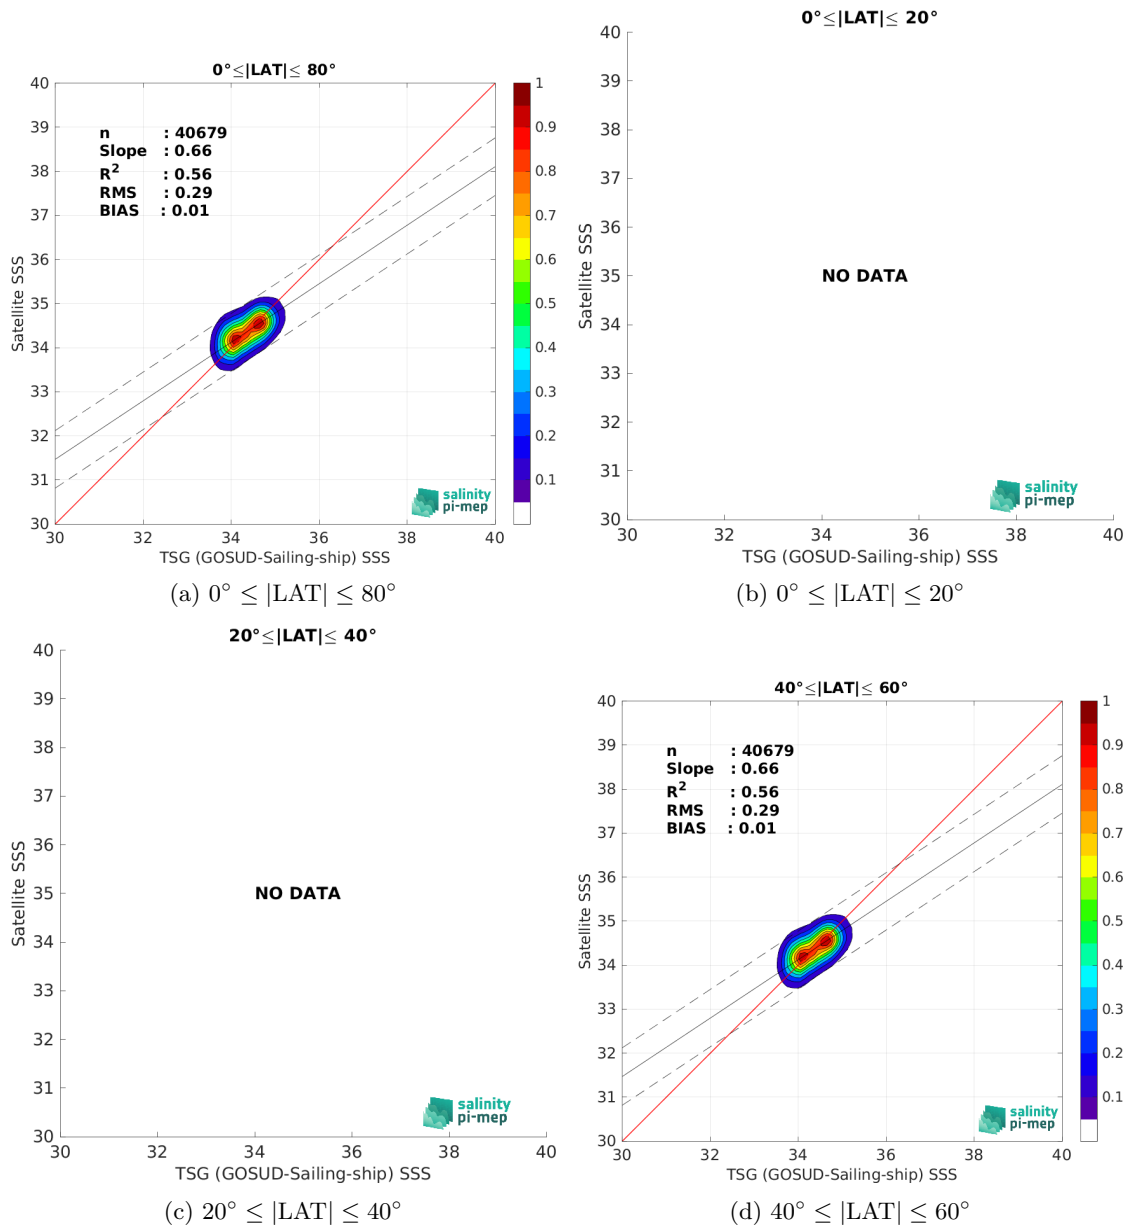 0°≤|LAT|≤ 80°
40
39
38
37
36
35
34
33
32
31
30
Satellite SSS
n : 40679
Slope : 0.66
R² : 0.56
RMS : 0.29
BIAS : 0.01
1
0.9
0.8
0.7
0.6
0.5
0.4
0.3
0.2
0.1
salinity
pi-mep
30 32 34 36 38 40
TSG (GOSUD-Sailing-ship) SSS
(a) 0° ≤ |LAT| ≤ 80°
0°≤|LAT|≤ 20°
40
39
38
37
36
35
34
33
32
31
30
Satellite SSS
NO DATA
salinity
pi-mep
30 32 34 36 38 40
TSG (GOSUD-Sailing-ship) SSS
(b) 0° ≤ |LAT| ≤ 20°
20°≤|LAT|≤ 40°
40
39
38
37
36
35
34
33
32
31
30
Satellite SSS
NO DATA
salinity
pi-mep
30 32 34 36 38 40
TSG (GOSUD-Sailing-ship) SSS
(c) 20° ≤ |LAT| ≤ 40°
40°≤|LAT|≤ 60°
40
39
38
37
36
35
34
33
32
31
30
Satellite SSS
n : 40679
Slope : 0.66
R² : 0.56
RMS : 0.29
BIAS : 0.01
1
0.9
0.8
0.7
0.6
0.5
0.4
0.3
0.2
0.1
salinity
pi-mep
30 32 34 36 38 40
TSG (GOSUD-Sailing-ship) SSS
(d) 40° ≤ |LAT| ≤ 60°